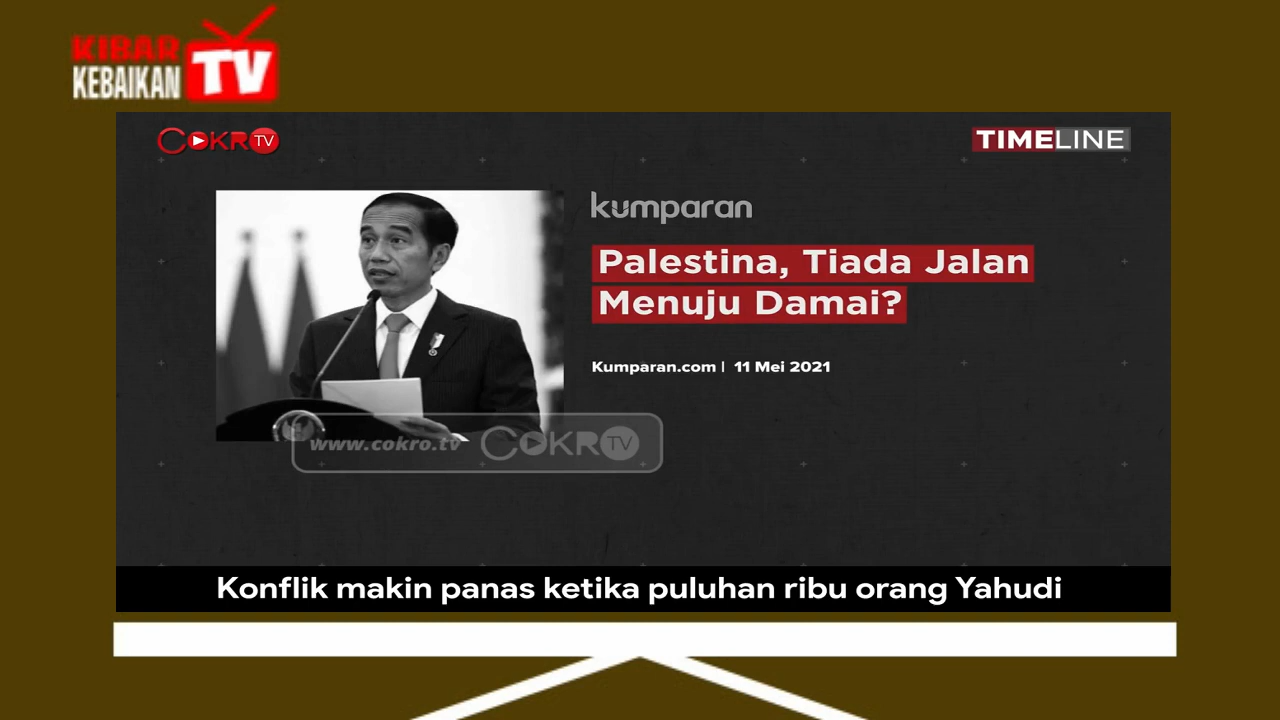 KIBAR
KEBAIKAN TV
COKRO TV
TIMELINE
kumparan
Palestina, Tiada Jalan
Menuju Damai?
Kumparan.com | 11 Mei 2021
www.cokro.tv COKRO TV
Konflik makin panas ketika puluhan ribu orang Yahudi